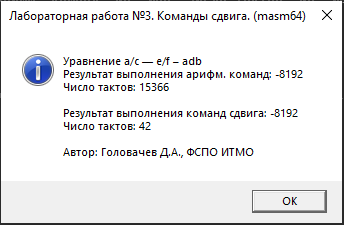 Лабораторная работа №3. Команды сдвига. (masm64)
Уравнение a/c — e/f – adb
Результат выполнения арифм. команд: -8192
Число тактов: 15366
Результат выполнения команд сдвига: -8192
Число тактов: 42
Автор: Головачев Д.А., ФСПО ИТМО
OK